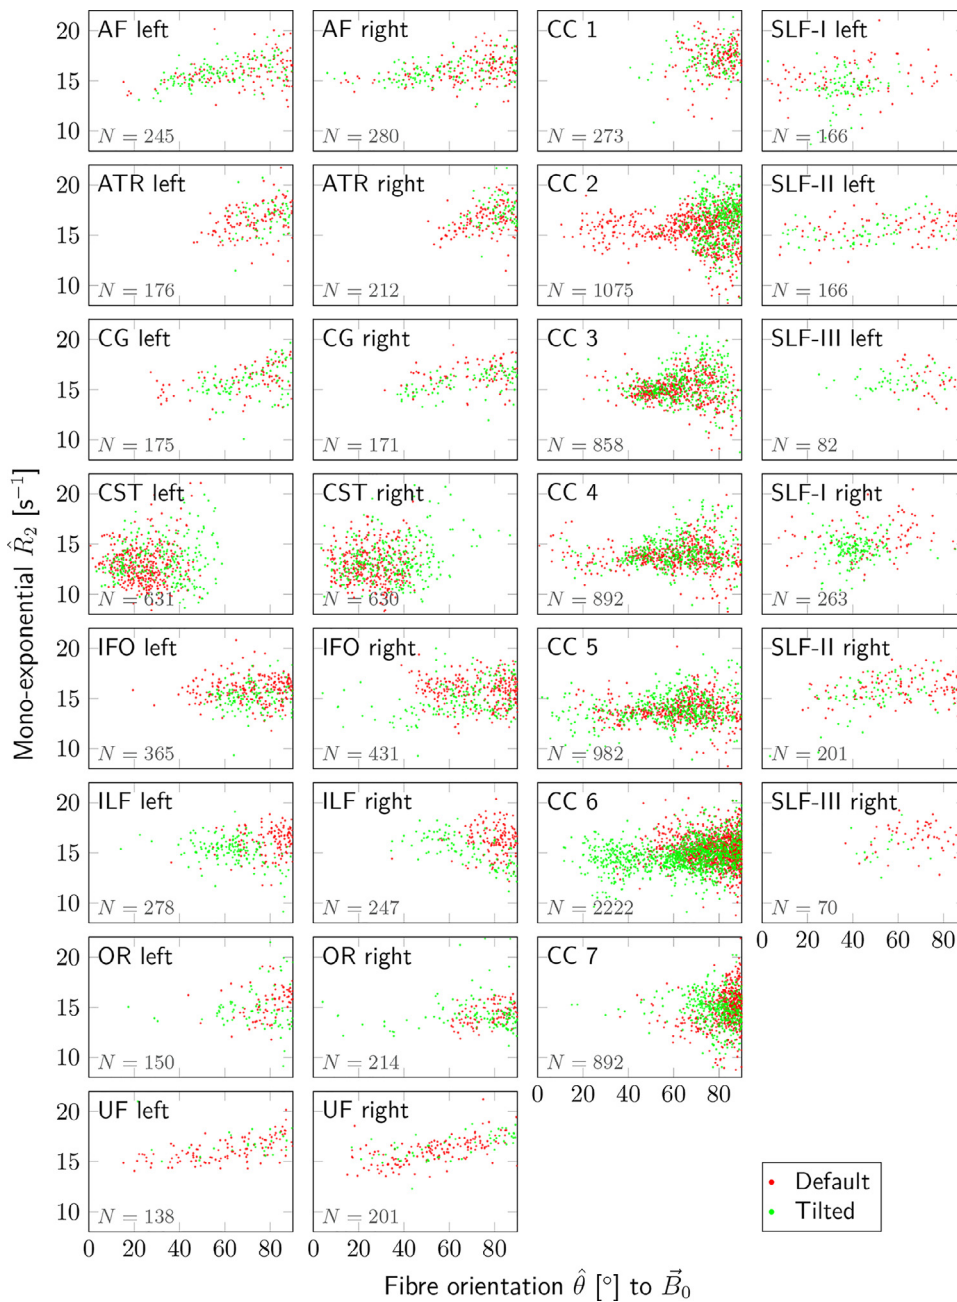 AF left
AF right
CC 1
SLF-I left
20
15
10
N = 245
N = 280
N = 273
N = 166
ATR left
ATR right
CC 2
SLF-II left
20
15
10
N = 176
N = 212
N = 1075
N = 166
CG left
CG right
CC 3
SLF-III left
20
15
10
N = 175
N = 171
N = 858
N = 82
CST left
CST right
CC 4
SLF-I right
20
15
10
N = 631
N = 630
N = 892
N = 263
IFO left
IFO right
CC 5
SLF-II right
20
15
10
N = 365
N = 431
N = 982
N = 201
ILF left
ILF right
CC 6
SLF-III right
20
15
10
N = 278
N = 247
N = 2222
N = 70
0 20 40 60 80
OR left
OR right
CC 7
20
15
10
N = 150
N = 214
N = 892
0 20 40 60 80
UF left
UF right
20
15
10
N = 138
N = 201
0 20 40 60 80
0 20 40 60 80
Default
Tilted
Mono-exponential R̂₂ [s⁻¹]
Fibre orientation θ̂ [°] to B⃗₀